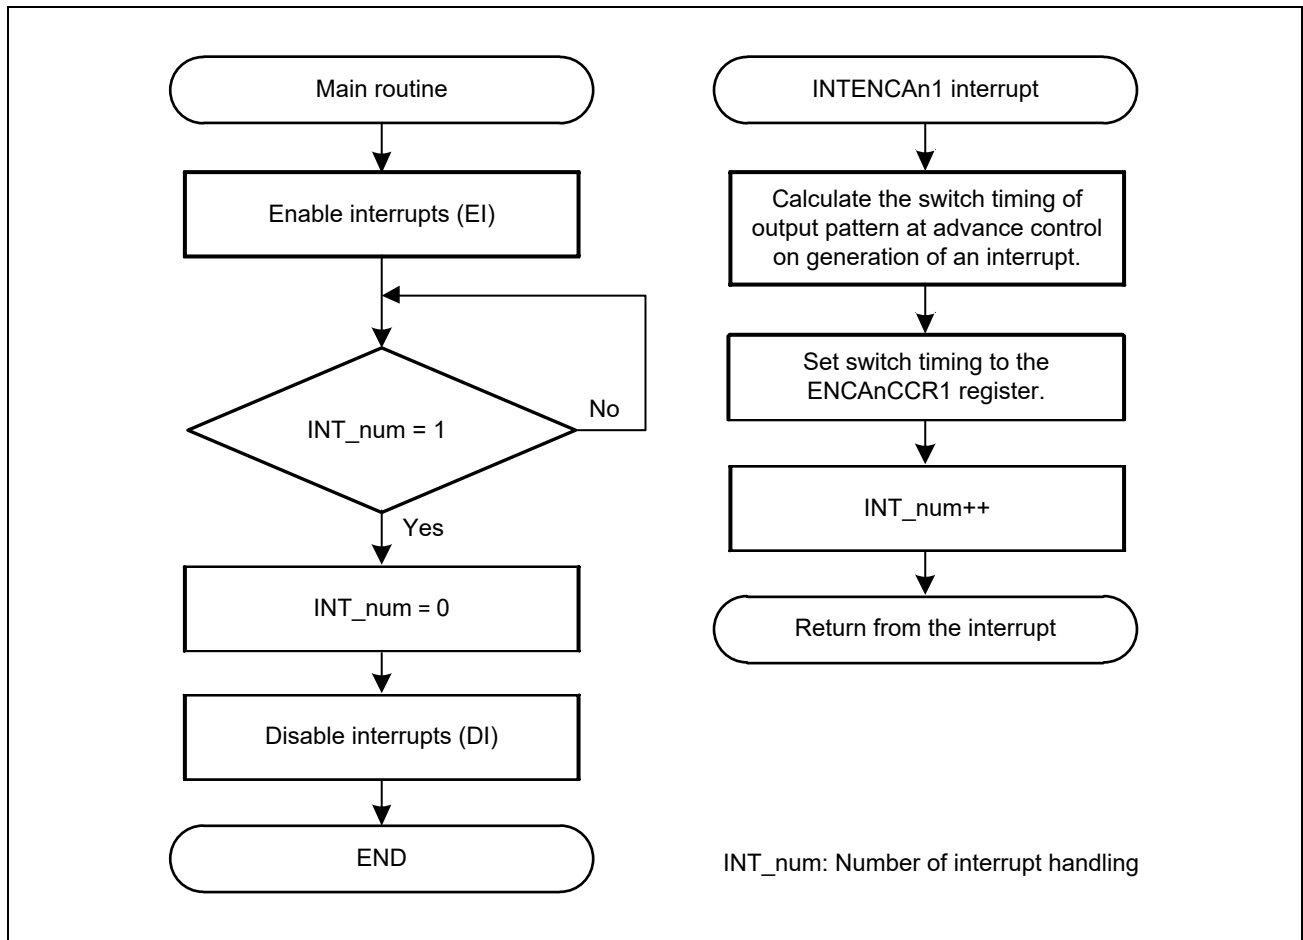 Main routine
Enable interrupts (EI)
INT_num = 1
No
Yes
INT_num = 0
Disable interrupts (DI)
END
INTENCAn1 interrupt
Calculate the switch timing of
output pattern at advance control
on generation of an interrupt.
Set switch timing to the
ENCAnCCR1 register.
INT_num++
Return from the interrupt
INT_num: Number of interrupt handling